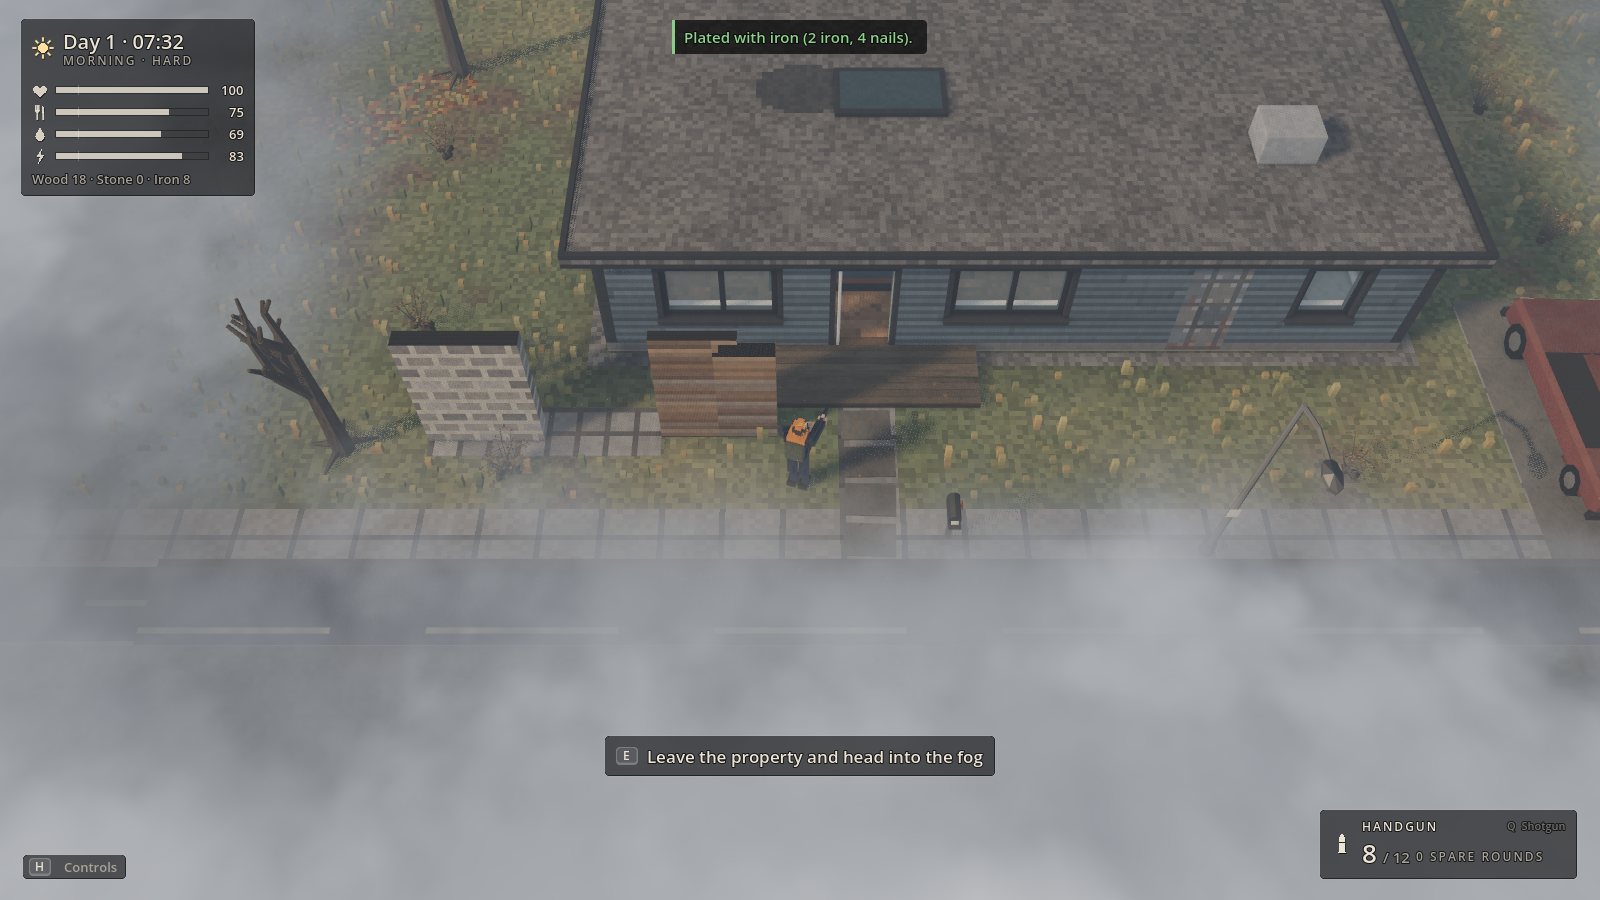 Day 1 · 07:32
MORNING · HARD
100
75
69
83
Wood 18 · Stone 0 · Iron 8
Plated with iron (2 iron, 4 nails).
E Leave the property and head into the fog
HANDGUN Q Shotgun
8 / 12 0 SPARE ROUNDS
H Controls